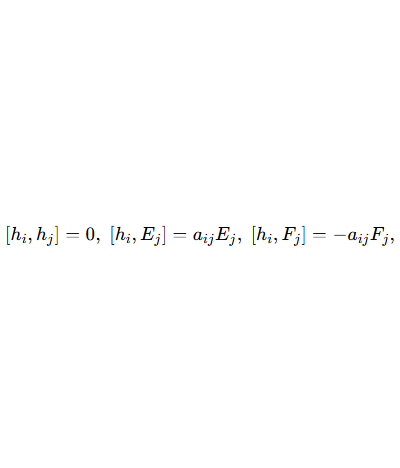 [h_i, h_j] = 0, [h_i, E_j] = a_{ij}E_j, [h_i, F_j] = −a_{ij}F_j,